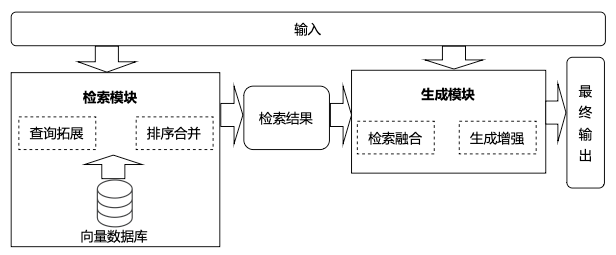 输入
检索模块
查询拓展
排序合并
向量数据库
检索结果
生成模块
检索融合
生成增强
最终输出